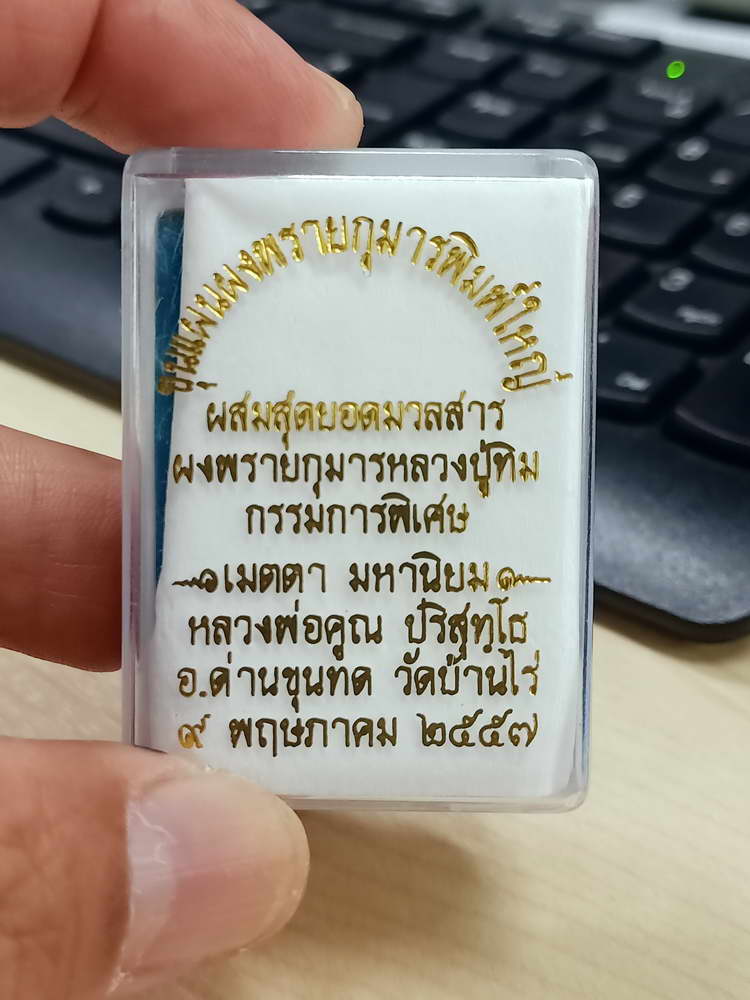 ขุนแผนผงพรายกุมารพิมพ์ใหญ่
ผสมสุดยอดมวลสาร
ผงพรายกุมารหลวงปู่ทิม
กรรมการพิเศษ
เมตตา มหานิยม
หลวงพ่อคูณ ปริสุทฺโธ
อ.ด่านขุนทด วัดบ้านไร่
๙ พฤษภาคม ๒๕๕๗